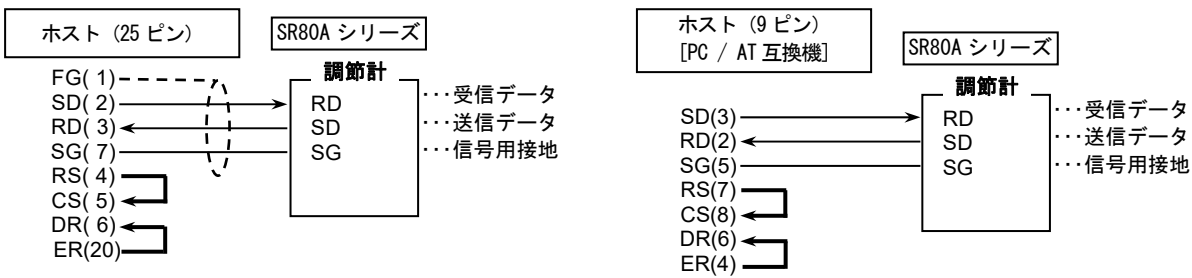 ホスト (25 ピン)
SR80A シリーズ
調節計
FG( 1)
SD( 2)
RD( 3)
SG( 7)
RS( 4)
CS( 5)
DR( 6)
ER(20)
RD
SD
SG
･･･受信データ
･･･送信データ
･･･信号用接地
ホスト (9 ピン)
[PC / AT 互換機]
SR80A シリーズ
調節計
SD(3)
RD(2)
SG(5)
RS(7)
CS(8)
DR(6)
ER(4)
RD
SD
SG
･･･受信データ
･･･送信データ
･･･信号用接地